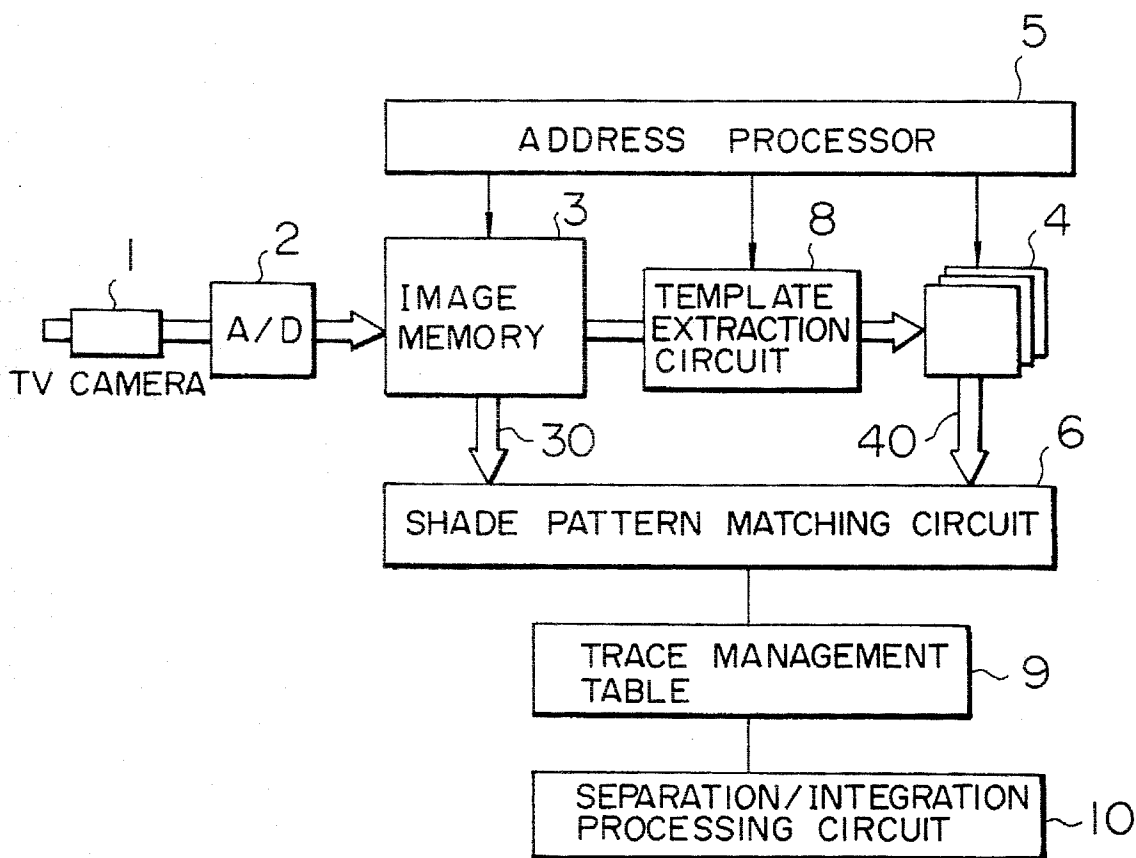 5
ADDRESS PROCESSOR
3
8
4
2
1
IMAGE
MEMORY
TEMPLATE
EXTRACTION
CIRCUIT
A/D
TV CAMERA
30
40
6
SHADE PATTERN MATCHING CIRCUIT
TRACE MANAGEMENT
TABLE
9
SEPARATION/INTEGRATION
PROCESSING CIRCUIT
10